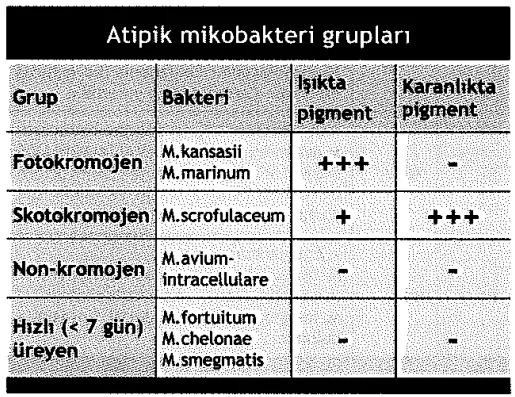 Atipik mikobakteri grupları
Grup
Bakteri
Işıkta
pigment
Karanlıkta
pigment
Fotokromojen
M.kansasii
M.marinum
+++
-
Skotokromojen
M.scrofulaceum
+
+++
Non-kromojen
M.avium-
intracellulare
-
-
Hızlı (< 7 gün)
üreyen
M.fortuitum
M.chelonae
M.smegmatis
-
-